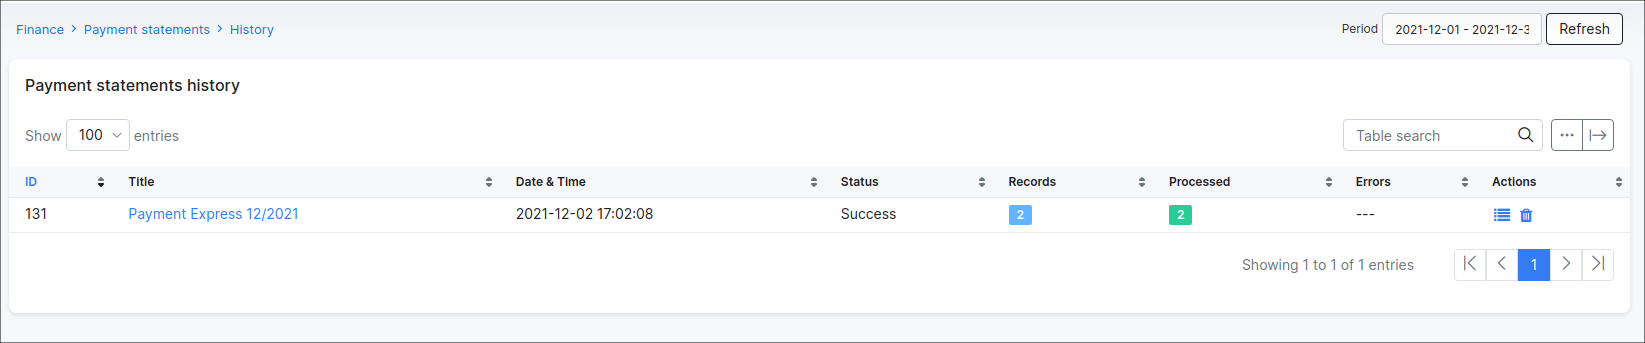 Finance > Payment statements > History
Period 2021-12-01 - 2021-12-3 Refresh
Payment statements history
Show 100 entries
Table search
ID Title Date & Time Status Records Processed Errors Actions
131 Payment Express 12/2021 2021-12-02 17:02:08 Success 2 2 ---
Showing 1 to 1 of 1 entries 1